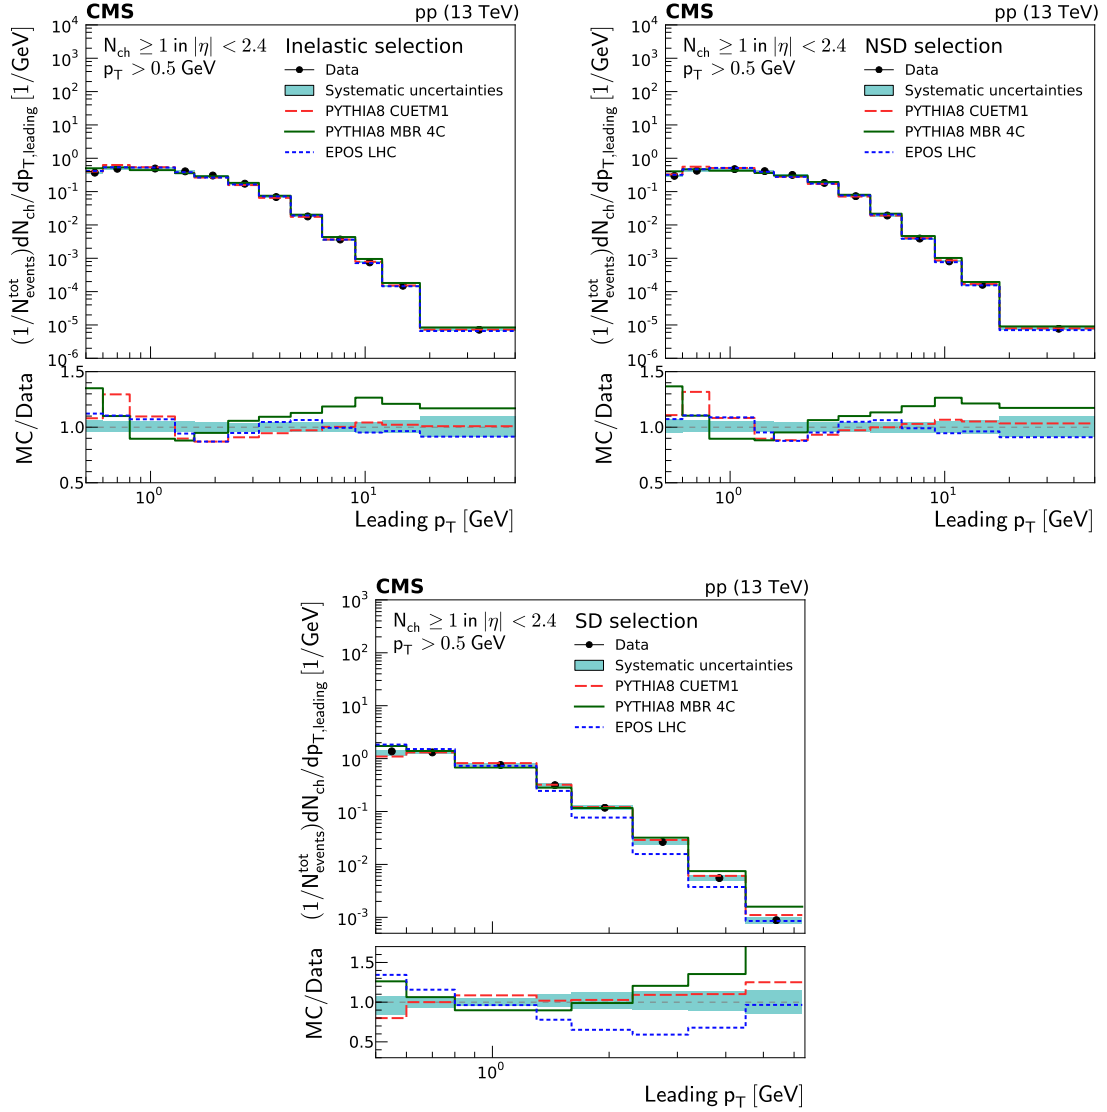 CMS pp (13 TeV)
N_ch ≥ 1 in |η| < 2.4 Inelastic selection
p_T > 0.5 GeV
Data
Systematic uncertainties
PYTHIA8 CUETM1
PYTHIA8 MBR 4C
EPOS LHC
(1/N^tot_events)dN_ch/dp_T,leading [1/GeV]
10^4
10^3
10^2
10^1
10^0
10^-1
10^-2
10^-3
10^-4
10^-5
10^-6
MC/Data
1.5
1.0
0.5
10^0 10^1
Leading p_T [GeV]
CMS pp (13 TeV)
N_ch ≥ 1 in |η| < 2.4 NSD selection
p_T > 0.5 GeV
Data
Systematic uncertainties
PYTHIA8 CUETM1
PYTHIA8 MBR 4C
EPOS LHC
(1/N^tot_events)dN_ch/dp_T,leading [1/GeV]
10^4
10^3
10^2
10^1
10^0
10^-1
10^-2
10^-3
10^-4
10^-5
10^-6
MC/Data
1.5
1.0
0.5
10^0 10^1
Leading p_T [GeV]
CMS pp (13 TeV)
N_ch ≥ 1 in |η| < 2.4 SD selection
p_T > 0.5 GeV
Data
Systematic uncertainties
PYTHIA8 CUETM1
PYTHIA8 MBR 4C
EPOS LHC
(1/N^tot_events)dN_ch/dp_T,leading [1/GeV]
10^3
10^2
10^1
10^0
10^-1
10^-2
10^-3
MC/Data
1.5
1.0
0.5
10^0
Leading p_T [GeV]